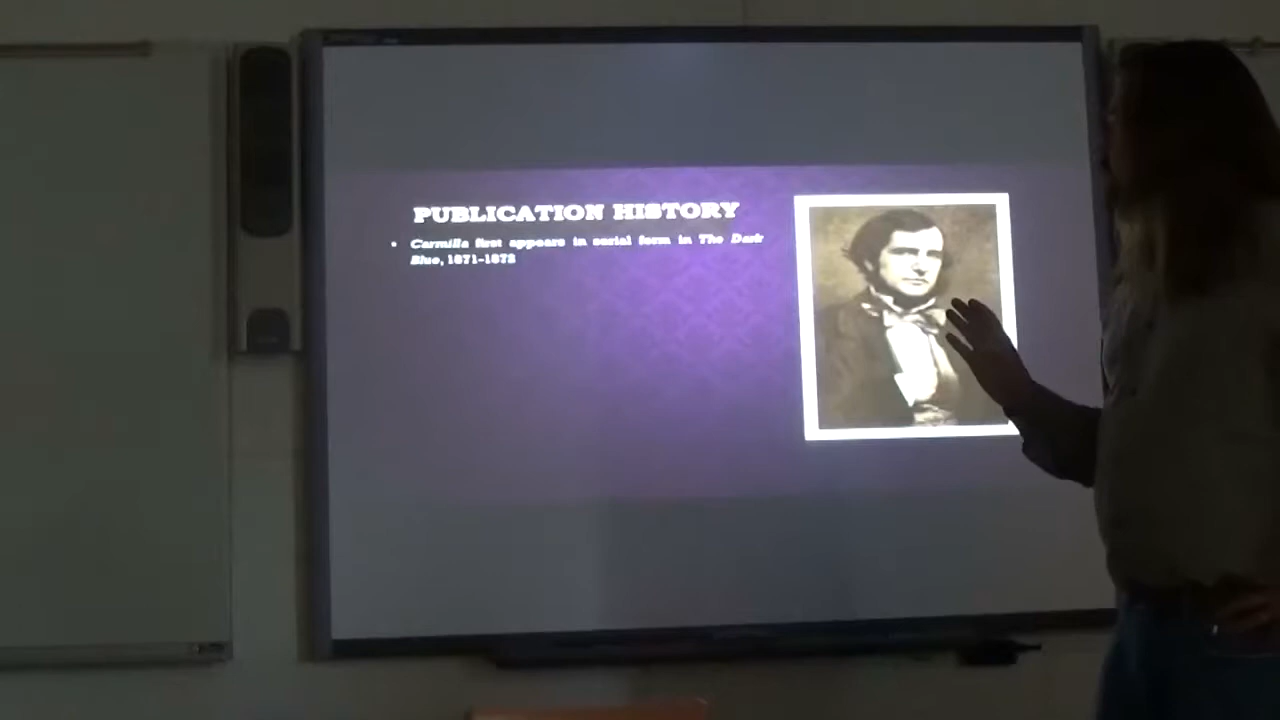 PUBLICATION HISTORY
• Carmilla first appears in serial form in The Dark
Blue, 1871-1872